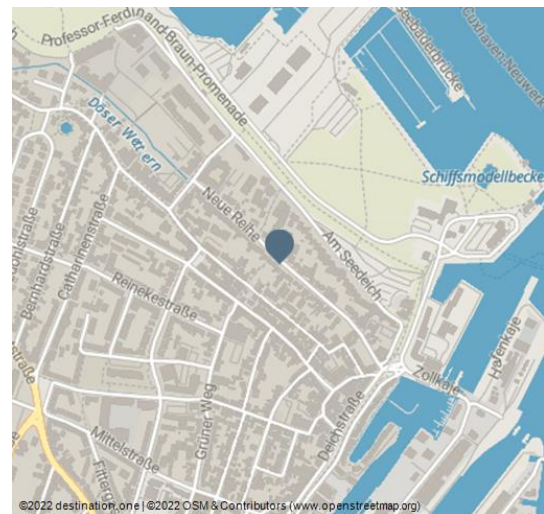 Professor-Ferdinand-Braun-Promenade
Seebäderbrücke
Cuxhaven-Neuwerk
Döser Wettern
Schiffsmodellbecke
Neue Reihe
Am Seedeich
Bernhardstraße
Catharinenstraße
Reinekestraße
Grüner Weg
Mittelstraße
Deichstraße
Zollkaje
Hafenkaje
©2022 destination.one | ©2022 OSM & Contributors (www.openstreetmap.org)